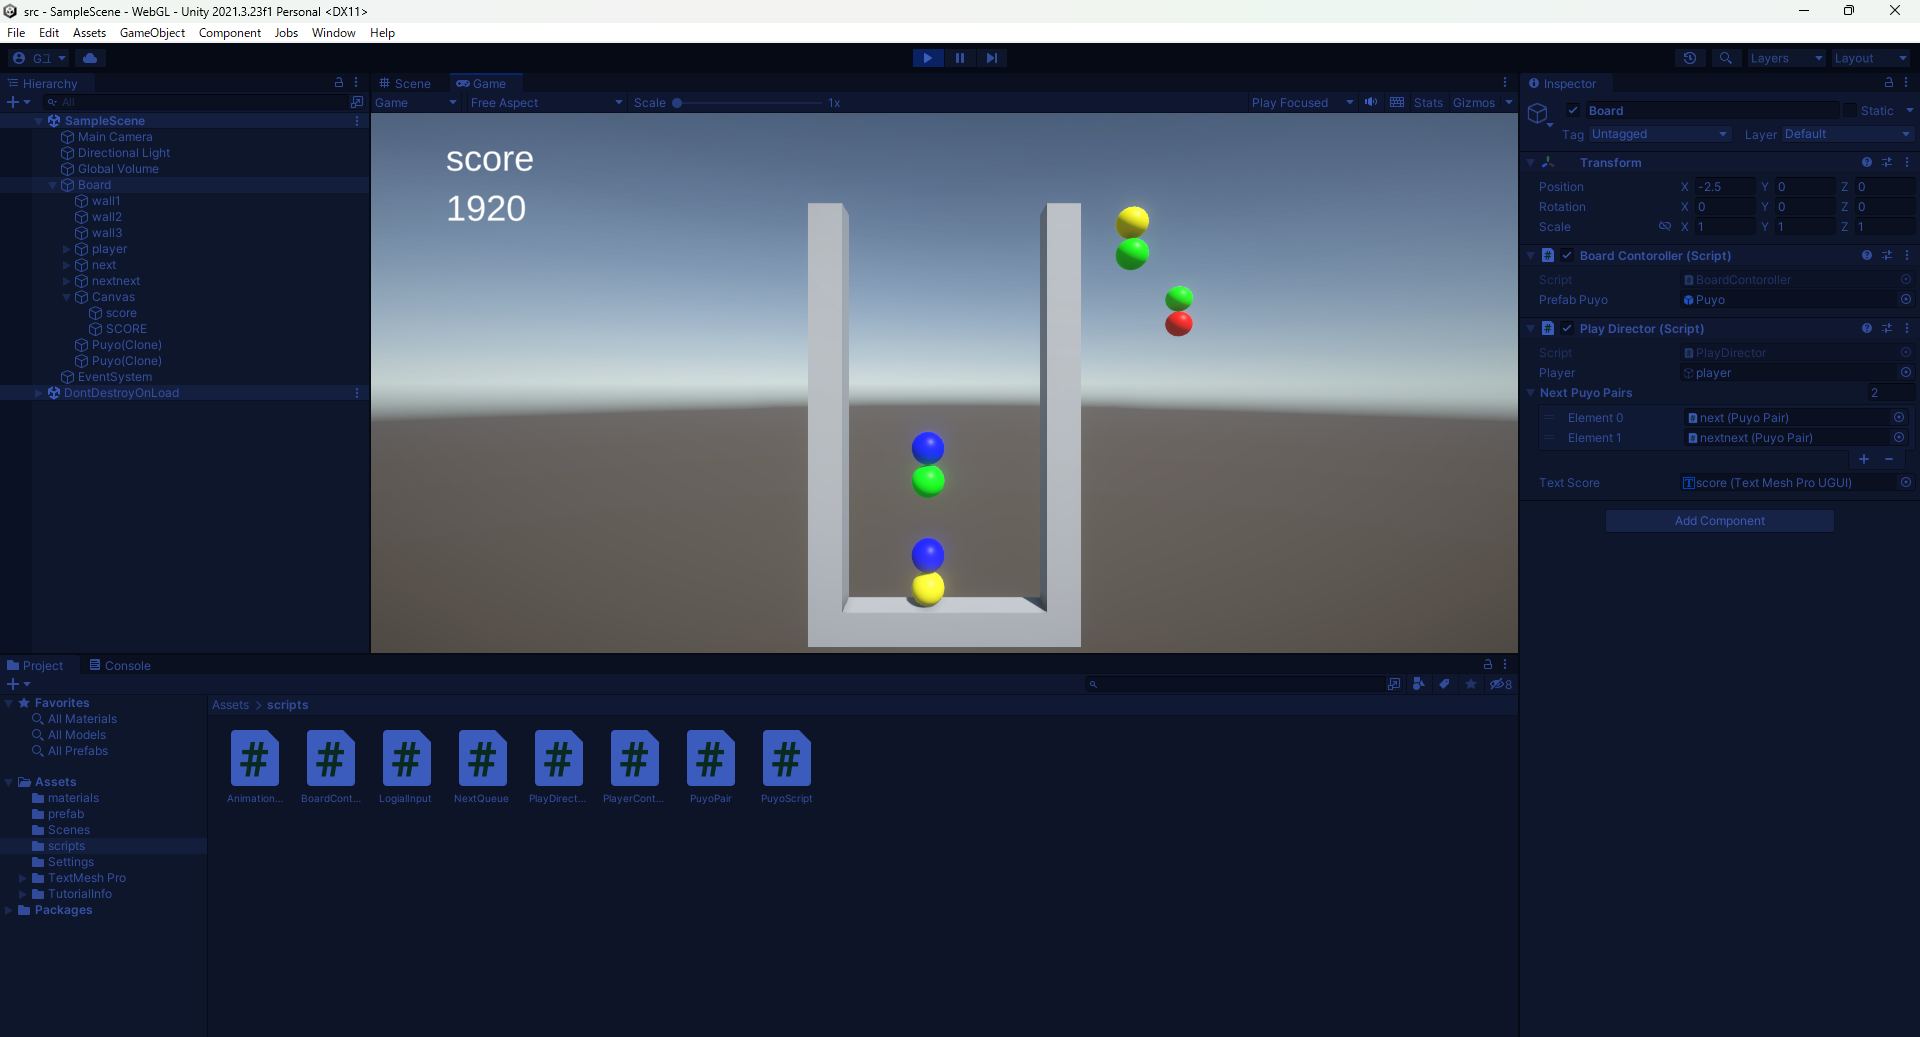 src - SampleScene - WebGL - Unity 2021.3.23f1 Personal <DX11>
File Edit Assets GameObject Component Jobs Window Help
Layers Layout
Hierarchy
All
SampleScene
Main Camera
Directional Light
Global Volume
Board
wall1
wall2
wall3
player
next
nextnext
Canvas
score
SCORE
Puyo(Clone)
Puyo(Clone)
EventSystem
DontDestroyOnLoad
Scene Game
Game Free Aspect Scale 1x Play Focused Stats Gizmos
score
1920
Inspector
Board Static
Tag Untagged Layer Default
Transform
Position X -2.5 Y 0 Z 0
Rotation X 0 Y 0 Z 0
Scale X 1 Y 1 Z 1
Board Contoroller (Script)
Script BoardContoroller
Prefab Puyo Puyo
Play Director (Script)
Script PlayDirector
Player player
Next Puyo Pairs 2
Element 0 next (Puyo Pair)
Element 1 nextnext (Puyo Pair)
Text Score score (Text Mesh Pro UGUI)
Add Component
Project Console
8
Favorites
All Materials
All Models
All Prefabs
Assets
materials
prefab
Scenes
scripts
Settings
TextMesh Pro
TutorialInfo
Packages
Assets > scripts
Animation... BoardCont... LogialInput NextQueue PlayDirect... PlayerCont... PuyoPair PuyoScript